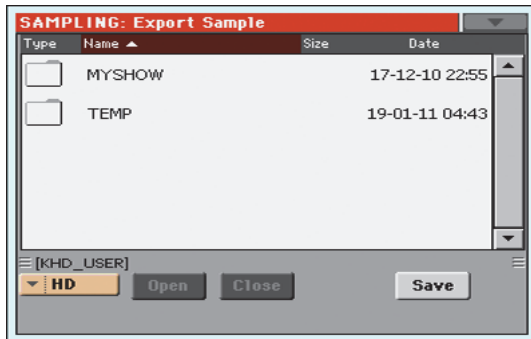 SAMPLING: Export Sample
Type Name Size Date
MYSHOW 17-12-10 22:55
TEMP 19-01-11 04:43
[KHD_USER]
HD Open Close Save